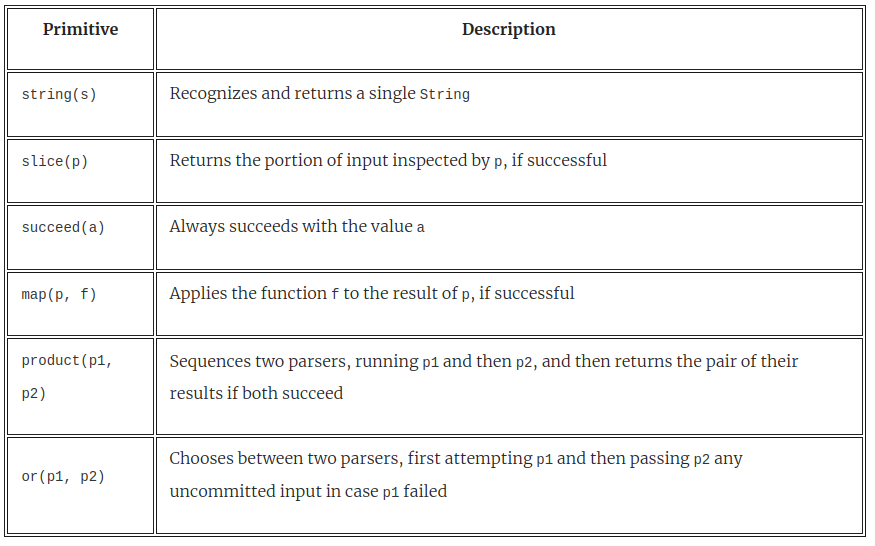 Primitive Description
string(s) Recognizes and returns a single String
slice(p) Returns the portion of input inspected by p, if successful
succeed(a) Always succeeds with the value a
map(p, f) Applies the function f to the result of p, if successful
product(p1, Sequences two parsers, running p1 and then p2, and then returns the pair of their
p2) results if both succeed
or(p1, p2) Chooses between two parsers, first attempting p1 and then passing p2 any
uncommitted input in case p1 failed